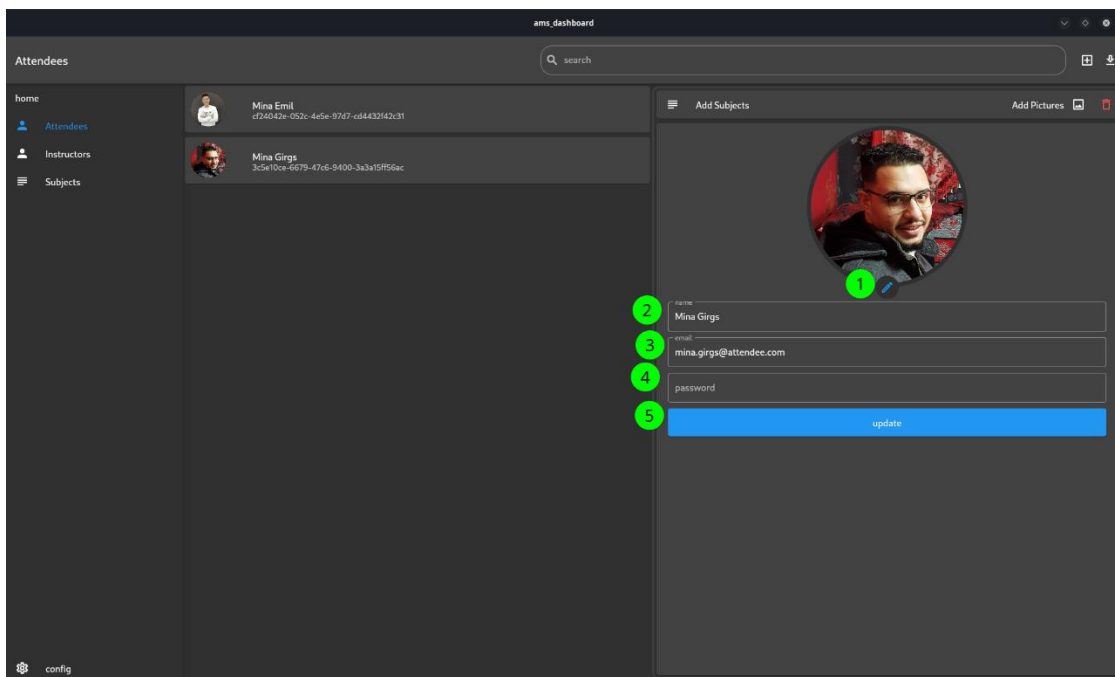 ams_dashboard
Attendees
search
home
Attendees
Instructors
Subjects
config
Mina Emil
cf24042e-052c-4e5e-97d7-cd4432f42c31
Mina Girgs
3c5e10ce-6679-47c6-9400-3a3a15ff56ac
Add Subjects
Add Pictures
1
2
name
Mina Girgs
3
email
mina.girgs@attendee.com
4
password
5
update